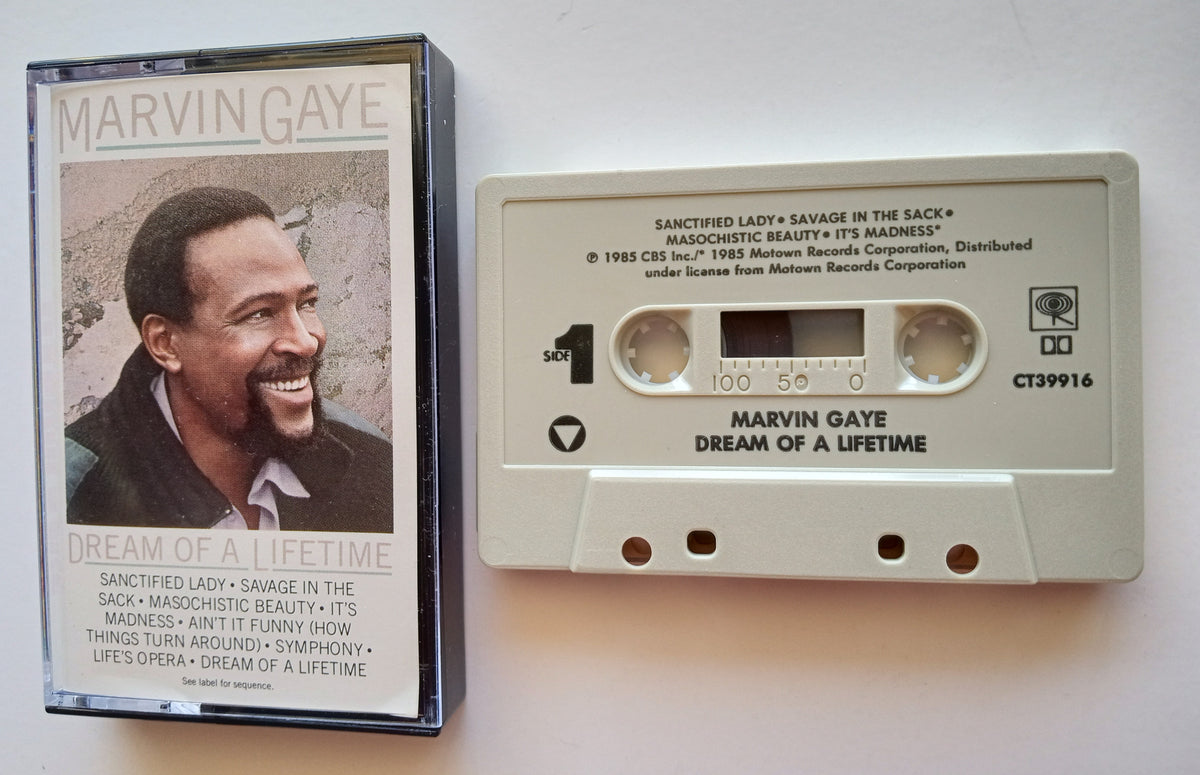 MARVIN GAYE
DREAM OF A LIFETIME
SANCTIFIED LADY • SAVAGE IN THE
SACK • MASOCHISTIC BEAUTY • IT'S
MADNESS • AIN'T IT FUNNY (HOW
THINGS TURN AROUND) • SYMPHONY •
LIFE'S OPERA • DREAM OF A LIFETIME
See label for sequence.
SANCTIFIED LADY • SAVAGE IN THE SACK •
MASOCHISTIC BEAUTY • IT'S MADNESS*
℗ 1985 CBS Inc./* 1985 Motown Records Corporation, Distributed
under license from Motown Records Corporation
SIDE 1
100 50 0
CT39916
MARVIN GAYE
DREAM OF A LIFETIME